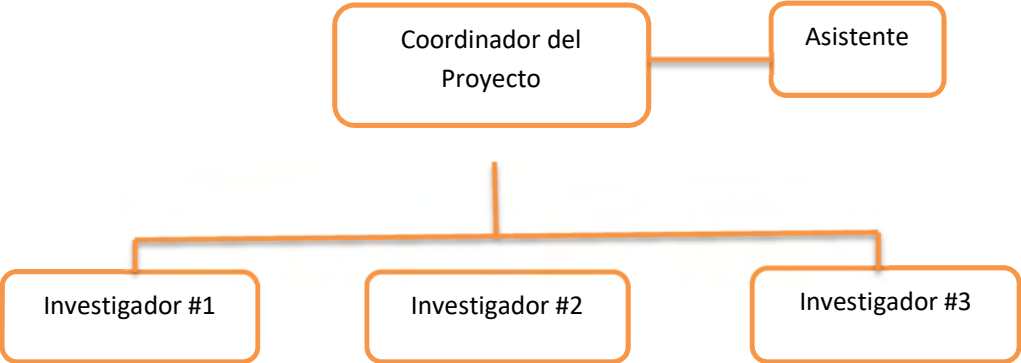 Coordinador del
Proyecto
Asistente
Investigador #1
Investigador #2
Investigador #3